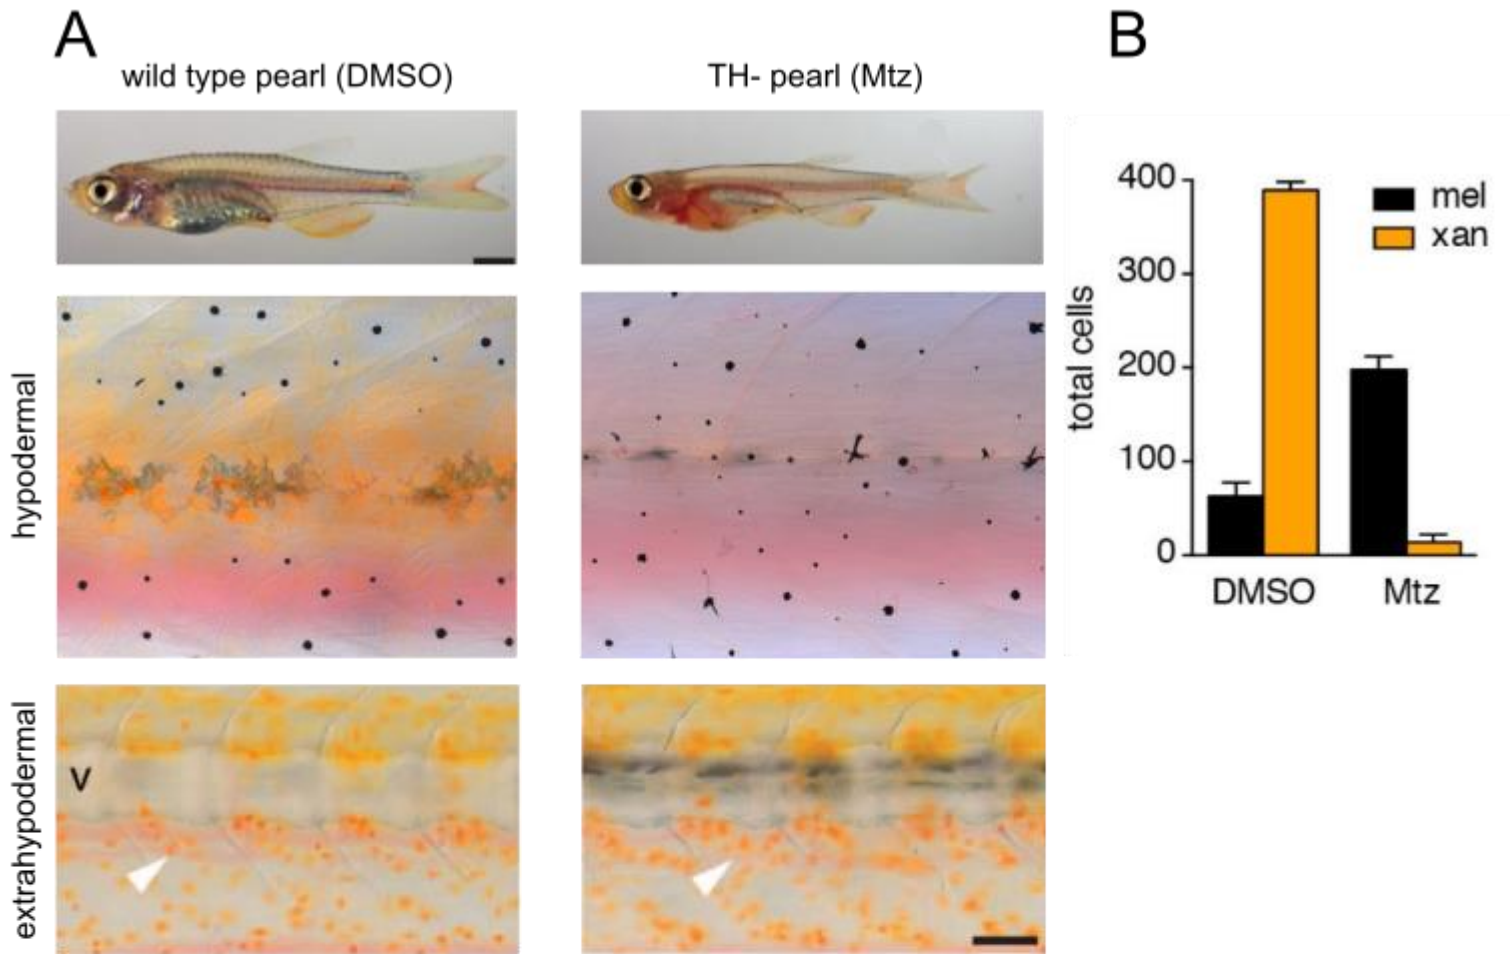 A
wild type pearl (DMSO)
TH- pearl (Mtz)
hypodermal
extrahypodermal
v
B
400
300
200
100
0
total cells
mel
xan
DMSO
Mtz